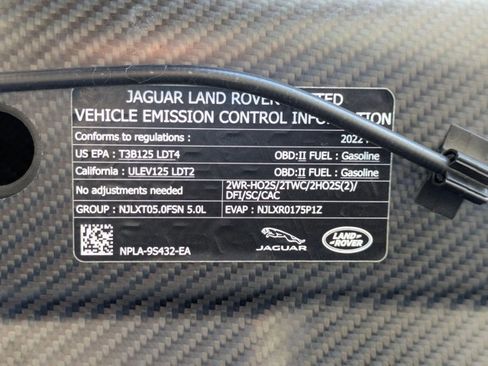 JAGUAR LAND ROVER
VEHICLE EMISSION CONTROL INFORMATION
Conforms to regulations : 2022
US EPA : T3B125 LDT4 OBD:II FUEL : Gasoline
California : ULEV125 LDT2 OBD:II FUEL : Gasoline
No adjustments needed 2WR-HO2S/2TWC/2HO2S(2)/
DFI/SC/CAC
GROUP : NJLXT05.0FSN 5.0L EVAP : NJLXR0175P1Z
NPLA-9S432-EA
JAGUAR
LAND ROVER